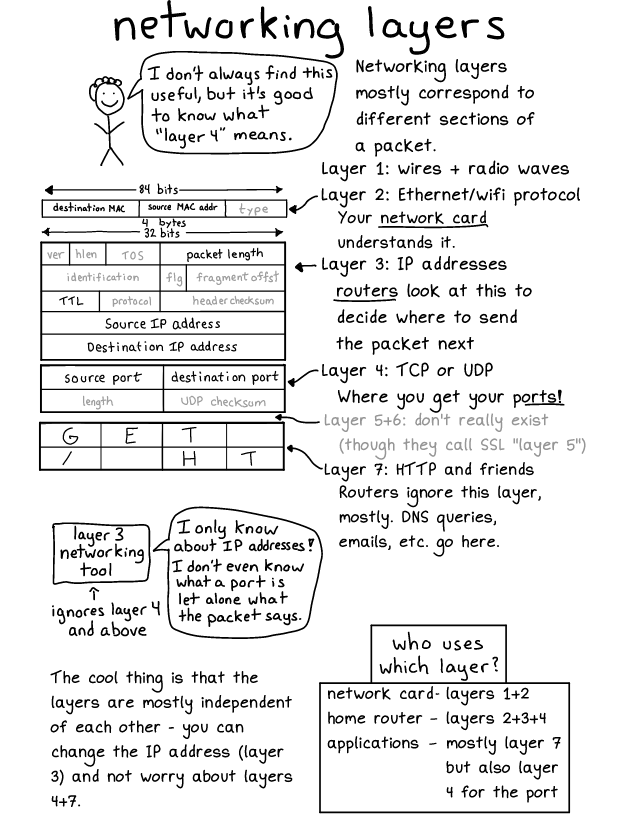 networking layers
I don't always find this
useful, but it's good
to know what
"layer 4" means.
Networking layers
mostly correspond to
different sections of
a packet.
Layer 1: wires + radio waves
84 bits
destination MAC source MAC addr type
4 bytes
32 bits
Layer 2: Ethernet/wifi protocol
Your network card
understands it.
ver hlen TOS packet length
identification flg fragment offst
TTL protocol header checksum
Source IP address
Destination IP address
Layer 3: IP addresses
routers look at this to
decide where to send
the packet next
source port destination port
length UDP checksum
Layer 4: TCP or UDP
Where you get your ports!
Layer 5+6: don't really exist
(though they call SSL "layer 5")
G E T
/ H T
Layer 7: HTTP and friends
Routers ignore this layer,
mostly. DNS queries,
emails, etc. go here.
layer 3
networking
tool
ignores layer 4
and above
I only know
about IP addresses!
I don't even know
what a port is
let alone what
the packet says.
The cool thing is that the
layers are mostly independent
of each other - you can
change the IP address (layer
3) and not worry about layers
4+7.
who uses
which layer?
network card- layers 1+2
home router - layers 2+3+4
applications - mostly layer 7
but also layer
4 for the port